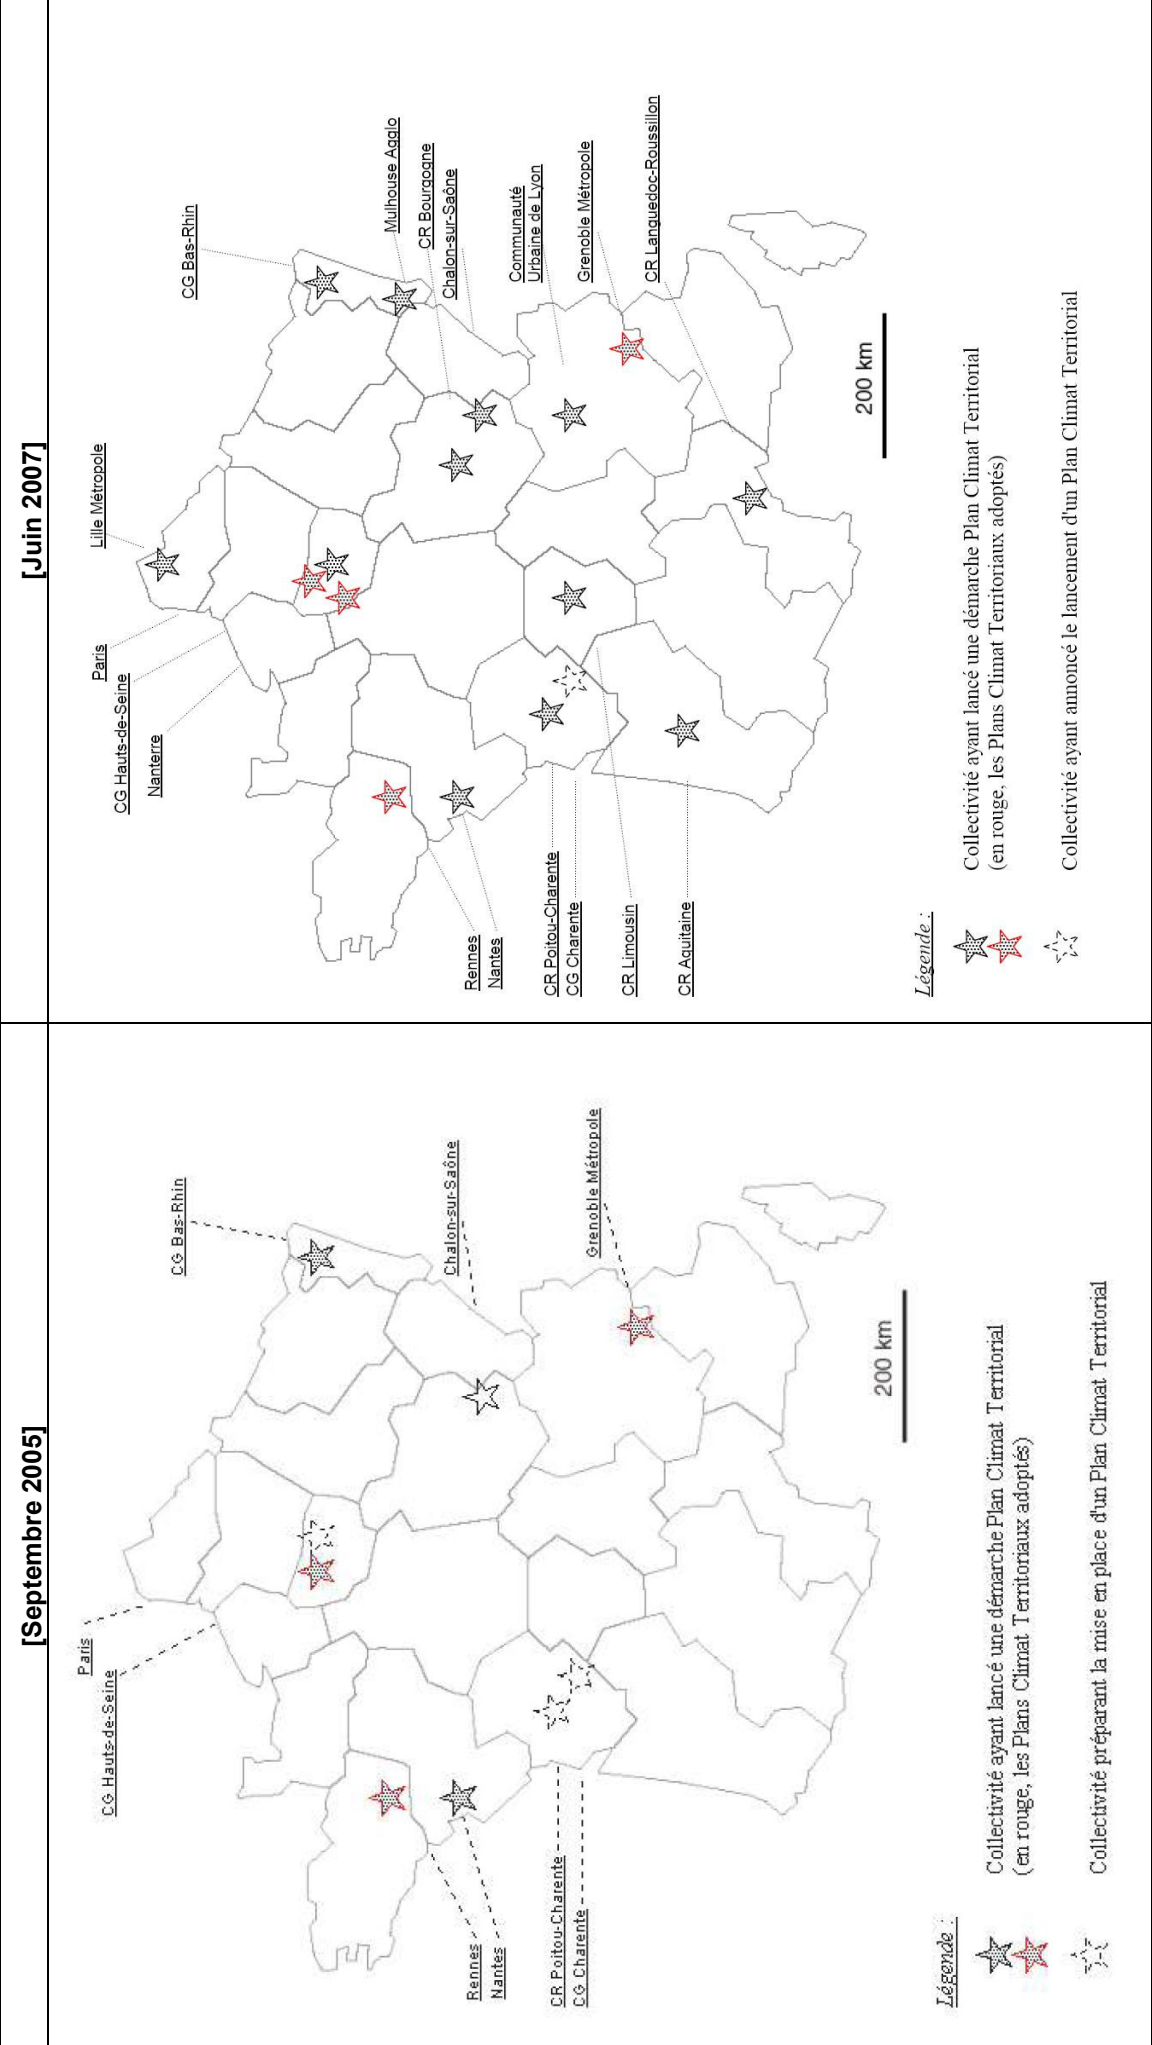 [Septembre 2005]
Paris
CG Hauts-de-Seine
CG Bas-Rhin
Chalon-sur-Saône
Grenoble Métropole
Rennes
Nantes
CR Poitou-Charente
CG Charente
200 km
Légende :
Collectivité ayant lancé une démarche Plan Climat Territorial
(en rouge, les Plans Climat Territoriaux adoptés)
Collectivité préparant la mise en place d'un Plan Climat Territorial
[Juin 2007]
Lille Métropole
Paris
CG Hauts-de-Seine
Nanterre
CG Bas-Rhin
Mulhouse Agglo
CR Bourgogne
Chalon-sur-Saône
Communauté
Urbaine de Lyon
Grenoble Métropole
CR Languedoc-Roussillon
Rennes
Nantes
CR Poitou-Charente
CG Charente
CR Limousin
CR Aquitaine
200 km
Légende :
Collectivité ayant lancé une démarche Plan Climat Territorial
(en rouge, les Plans Climat Territoriaux adoptés)
Collectivité ayant annoncé le lancement d'un Plan Climat Territorial